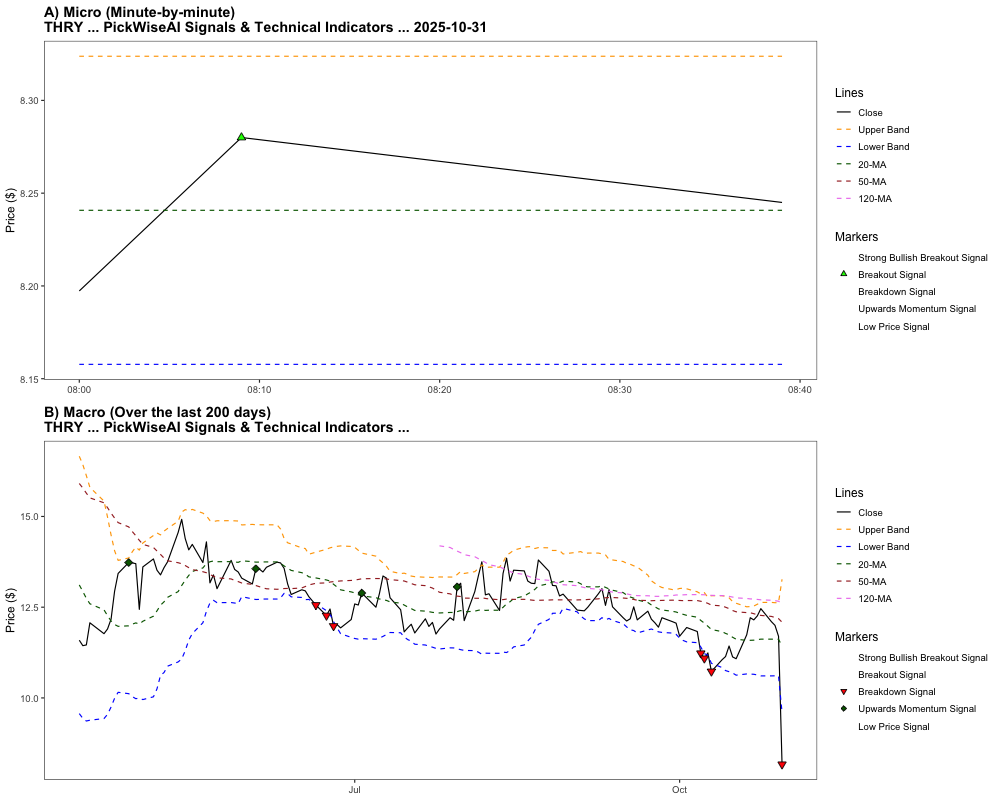 A) Micro (Minute-by-minute)
THRY ... PickWiseAI Signals & Technical Indicators ... 2025-10-31
Price ($)
8.30
8.25
8.20
8.15
08:00
08:10
08:20
08:30
08:40
Lines
Close
Upper Band
Lower Band
20-MA
50-MA
120-MA
Markers
Strong Bullish Breakout Signal
Breakout Signal
Breakdown Signal
Upwards Momentum Signal
Low Price Signal
B) Macro (Over the last 200 days)
THRY ... PickWiseAI Signals & Technical Indicators ...
Price ($)
15.0
12.5
10.0
Jul
Oct
Lines
Close
Upper Band
Lower Band
20-MA
50-MA
120-MA
Markers
Strong Bullish Breakout Signal
Breakout Signal
Breakdown Signal
Upwards Momentum Signal
Low Price Signal